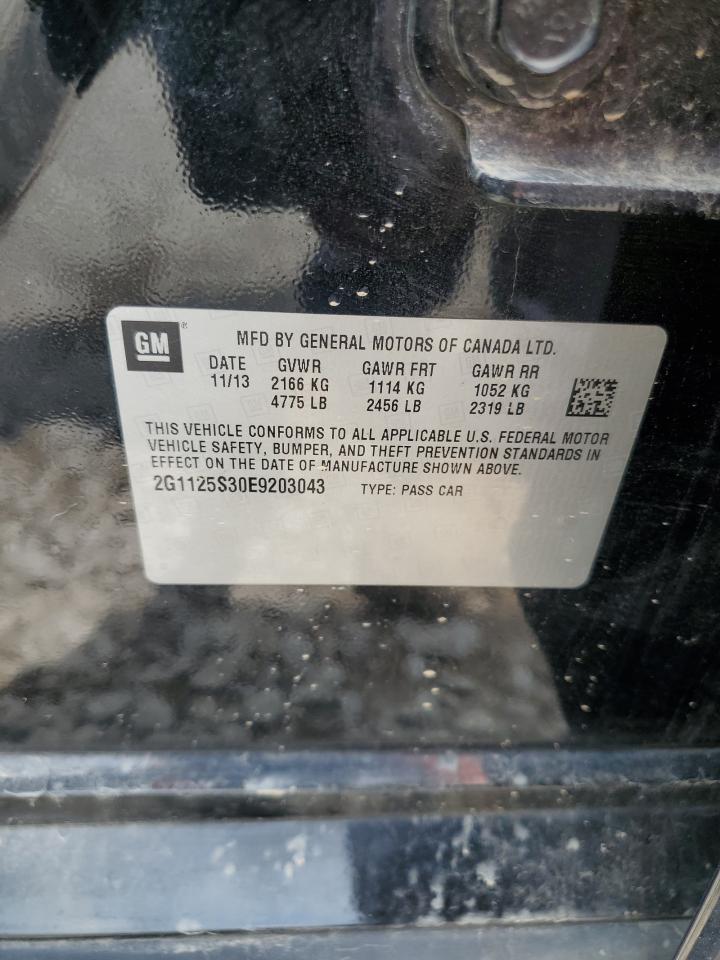 GM®
MFD BY GENERAL MOTORS OF CANADA LTD.
DATE GVWR GAWR FRT GAWR RR
11/13 2166 KG 1114 KG 1052 KG
4775 LB 2456 LB 2319 LB
THIS VEHICLE CONFORMS TO ALL APPLICABLE U.S. FEDERAL MOTOR
VEHICLE SAFETY, BUMPER, AND THEFT PREVENTION STANDARDS IN
EFFECT ON THE DATE OF MANUFACTURE SHOWN ABOVE.
2G1125S30E9203043 TYPE: PASS CAR